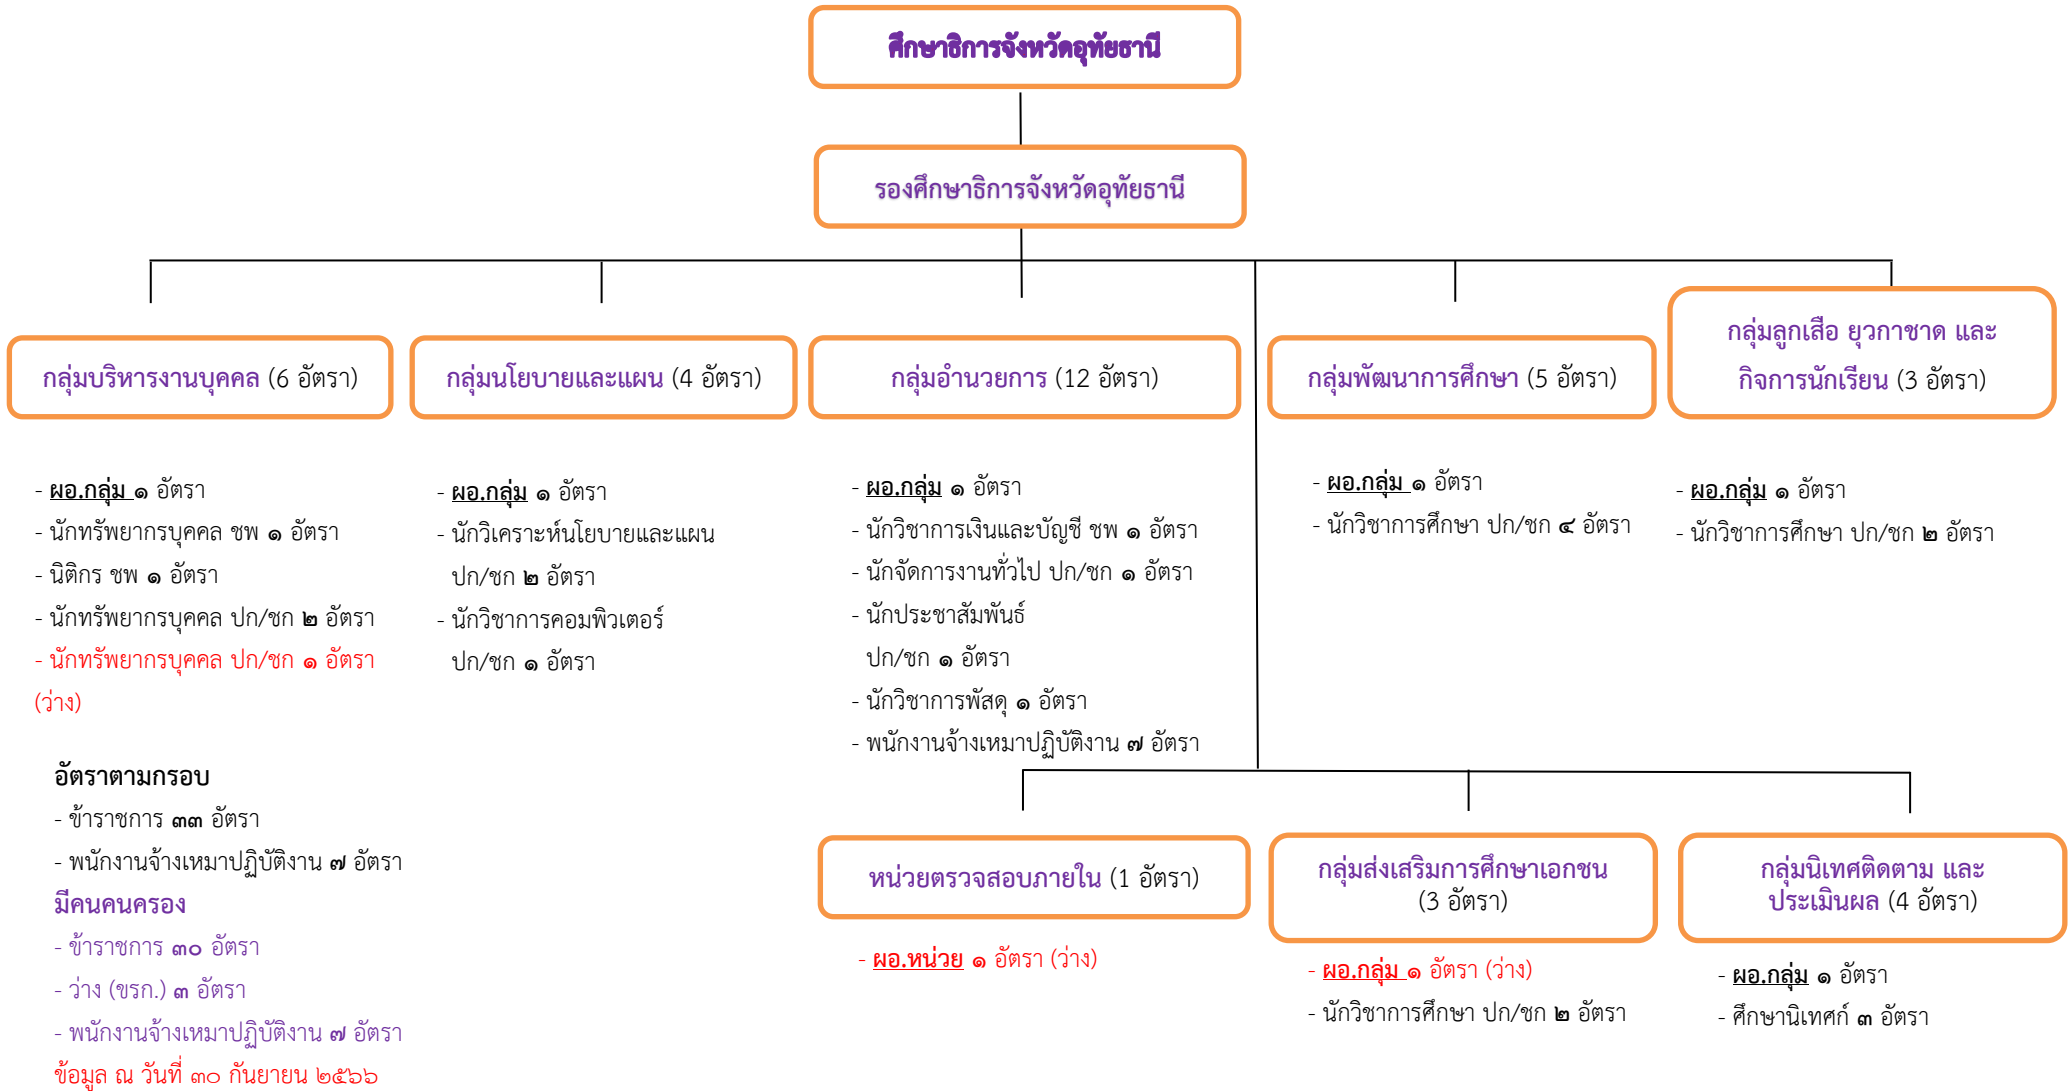 ศึกษาธิการจังหวัดอุทัยธานี
รองศึกษาธิการจังหวัดอุทัยธานี
กลุ่มบริหารงานบุคคล (6 อัตรา)
- ผอ.กลุ่ม ๑ อัตรา
- นักทรัพยากรบุคคล ชพ ๑ อัตรา
- นิติกร ชพ ๑ อัตรา
- นักทรัพยากรบุคคล ปก/ชก ๒ อัตรา
- นักทรัพยากรบุคคล ปก/ชก ๑ อัตรา
(ว่าง)
กลุ่มนโยบายและแผน (4 อัตรา)
- ผอ.กลุ่ม ๑ อัตรา
- นักวิเคราะห์นโยบายและแผน
ปก/ชก ๒ อัตรา
- นักวิชาการคอมพิวเตอร์
ปก/ชก ๑ อัตรา
กลุ่มอำนวยการ (12 อัตรา)
- ผอ.กลุ่ม ๑ อัตรา
- นักวิชาการเงินและบัญชี ชพ ๑ อัตรา
- นักจัดการงานทั่วไป ปก/ชก ๑ อัตรา
- นักประชาสัมพันธ์
ปก/ชก ๑ อัตรา
- นักวิชาการพัสดุ ๑ อัตรา
- พนักงานจ้างเหมาปฏิบัติงาน ๗ อัตรา
กลุ่มพัฒนาการศึกษา (5 อัตรา)
- ผอ.กลุ่ม ๑ อัตรา
- นักวิชาการศึกษา ปก/ชก ๔ อัตรา
กลุ่มลูกเสือ ยุวกาชาด และ
กิจการนักเรียน (3 อัตรา)
- ผอ.กลุ่ม ๑ อัตรา
- นักวิชาการศึกษา ปก/ชก ๒ อัตรา
อัตราตามกรอบ
- ข้าราชการ ๓๓ อัตรา
- พนักงานจ้างเหมาปฏิบัติงาน ๗ อัตรา
มีคนคนครอง
- ข้าราชการ ๓๐ อัตรา
- ว่าง (ขรก.) ๓ อัตรา
- พนักงานจ้างเหมาปฏิบัติงาน ๗ อัตรา
ข้อมูล ณ วันที่ ๓๐ กันยายน ๒๕๖๖
หน่วยตรวจสอบภายใน (1 อัตรา)
- ผอ.หน่วย ๑ อัตรา (ว่าง)
กลุ่มส่งเสริมการศึกษาเอกชน
(3 อัตรา)
- ผอ.กลุ่ม ๑ อัตรา (ว่าง)
- นักวิชาการศึกษา ปก/ชก ๒ อัตรา
กลุ่มนิเทศติดตาม และ
ประเมินผล (4 อัตรา)
- ผอ.กลุ่ม ๑ อัตรา
- ศึกษานิเทศก์ ๓ อัตรา